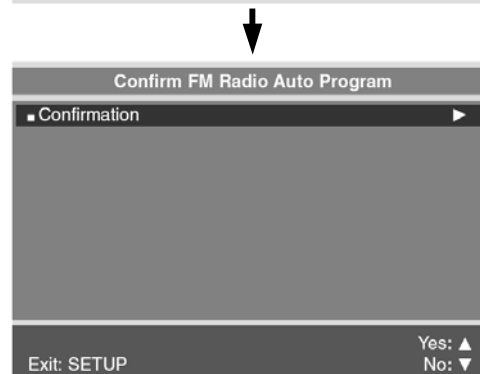 Confirm FM Radio Auto Program
■ Confirmation ►
Yes: ▲
Exit: SETUP No: ▼